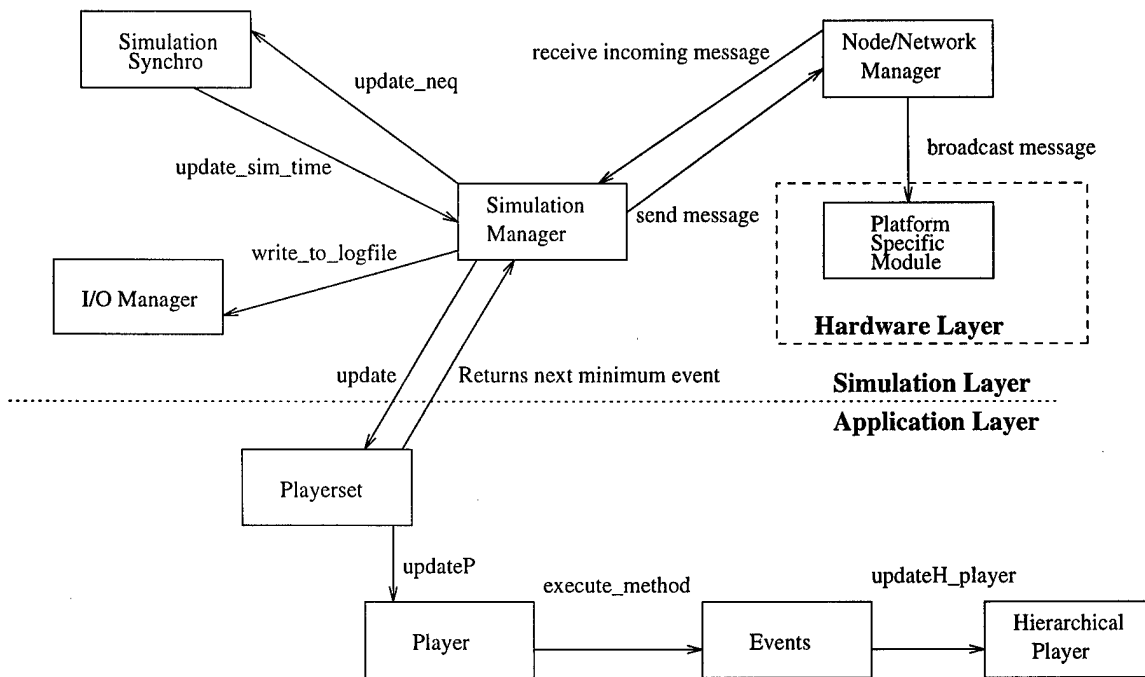 Simulation
Synchro
update_neq
receive incoming message
Node/Network
Manager
update_sim_time
broadcast message
Simulation
Manager
send message
Platform
Specific
Module
write_to_logfile
I/O Manager
Hardware Layer
update
Returns next minimum event
Simulation Layer
Application Layer
Playerset
updateP
execute_method
updateH_player
Player
Events
Hierarchical
Player